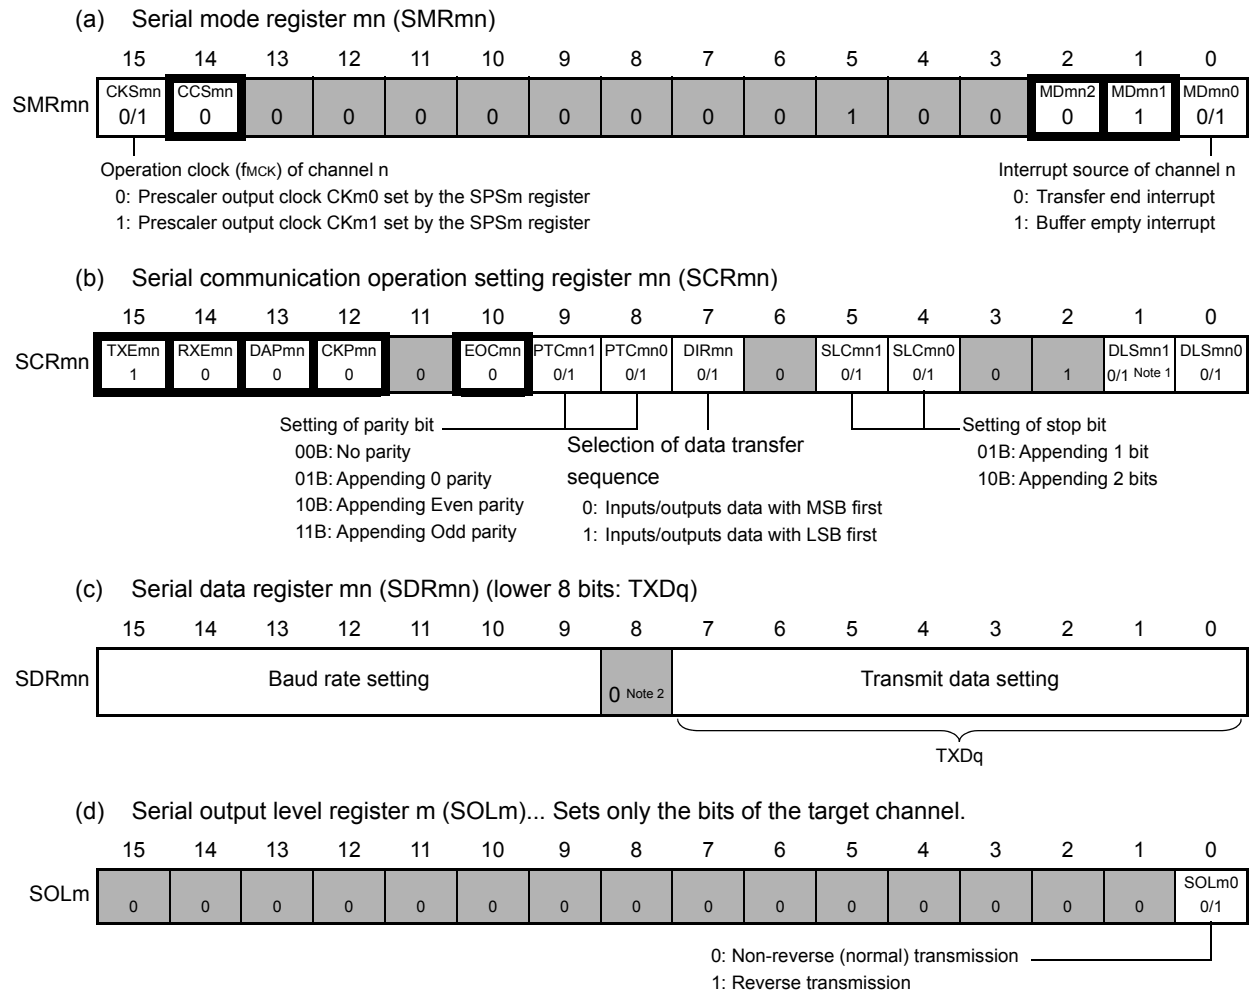 (a) Serial mode register mn (SMRmn)
15 14 13 12 11 10 9 8 7 6 5 4 3 2 1 0
CKSmn CCSmn MDmn2 MDmn1 MDmn0
SMRmn 0/1 0 0 0 0 0 0 0 0 0 1 0 0 0 1 0/1
Operation clock (fMCK) of channel n
0: Prescaler output clock CKm0 set by the SPSm register
1: Prescaler output clock CKm1 set by the SPSm register
Interrupt source of channel n
0: Transfer end interrupt
1: Buffer empty interrupt
(b) Serial communication operation setting register mn (SCRmn)
15 14 13 12 11 10 9 8 7 6 5 4 3 2 1 0
TXEmn RXEmn DAPmn CKPmn EOCmn PTCmn1 PTCmn0 DIRmn SLCmn1 SLCmn0 DLSmn1 DLSmn0
SCRmn 1 0 0 0 0 0 0/1 0/1 0/1 0 0/1 0/1 0 1 0/1 Note 1 0/1
Setting of parity bit
00B: No parity
01B: Appending 0 parity
10B: Appending Even parity
11B: Appending Odd parity
Selection of data transfer
sequence
0: Inputs/outputs data with MSB first
1: Inputs/outputs data with LSB first
Setting of stop bit
01B: Appending 1 bit
10B: Appending 2 bits
(c) Serial data register mn (SDRmn) (lower 8 bits: TXDq)
15 14 13 12 11 10 9 8 7 6 5 4 3 2 1 0
SDRmn Baud rate setting 0 Note 2 Transmit data setting
TXDq
(d) Serial output level register m (SOLm)... Sets only the bits of the target channel.
15 14 13 12 11 10 9 8 7 6 5 4 3 2 1 0
SOLm0
SOLm 0 0 0 0 0 0 0 0 0 0 0 0 0 0 0 0/1
0: Non-reverse (normal) transmission
1: Reverse transmission